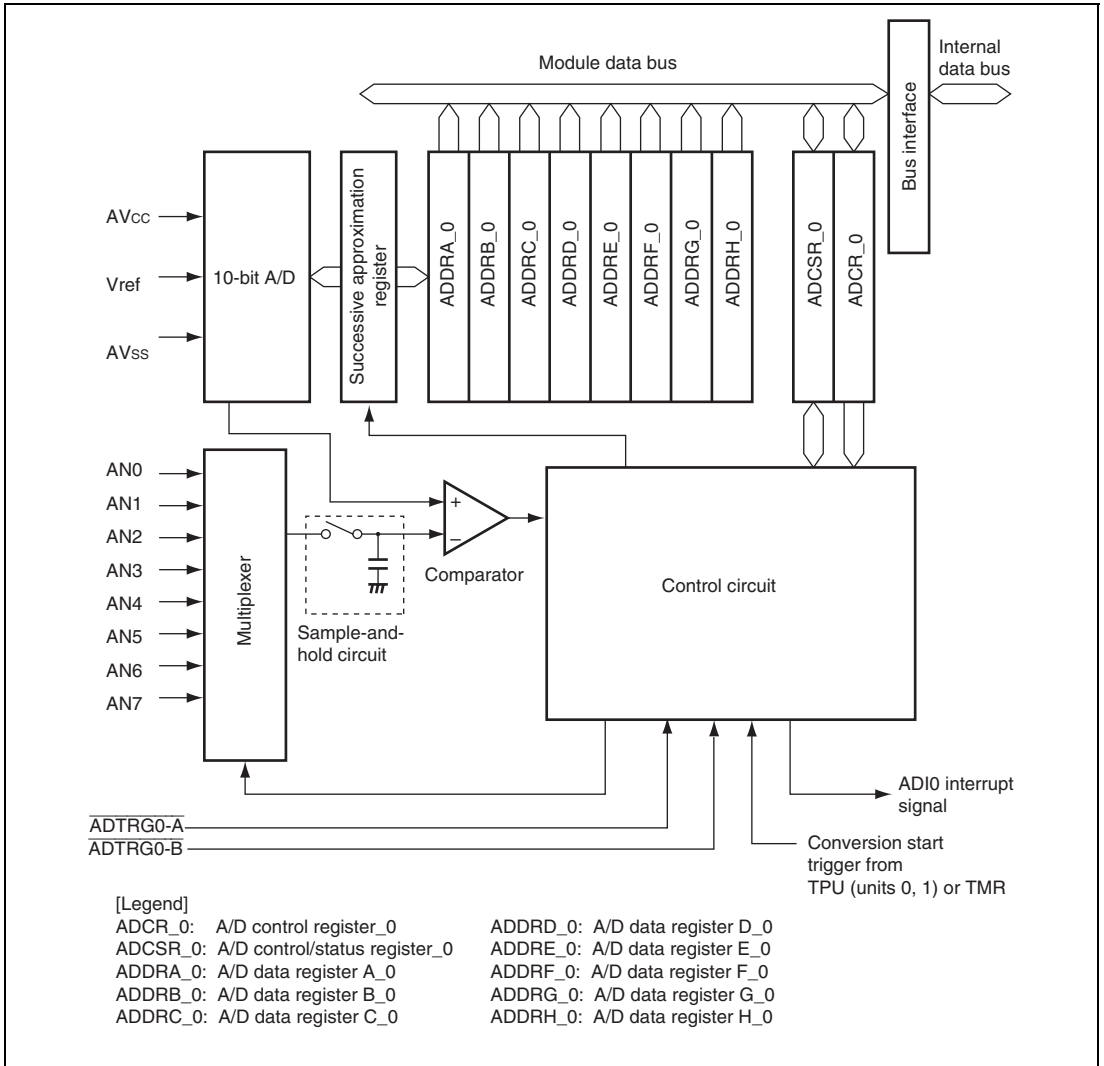 Module data bus
Internal
data bus
Bus interface
AVcc
Vref
AVss
10-bit A/D
Successive approximation
register
ADDRA_0
ADDRB_0
ADDRC_0
ADDRD_0
ADDRE_0
ADDRF_0
ADDRG_0
ADDRH_0
ADCSR_0
ADCR_0
AN0
AN1
AN2
AN3
AN4
AN5
AN6
AN7
Multiplexer
+
–
Comparator
Sample-and-
hold circuit
Control circuit
ADI0 interrupt
signal
ADTRG0-A
ADTRG0-B
Conversion start
trigger from
TPU (units 0, 1) or TMR
[Legend]
ADCR_0: A/D control register_0
ADCSR_0: A/D control/status register_0
ADDRA_0: A/D data register A_0
ADDRB_0: A/D data register B_0
ADDRC_0: A/D data register C_0
ADDRD_0: A/D data register D_0
ADDRE_0: A/D data register E_0
ADDRF_0: A/D data register F_0
ADDRG_0: A/D data register G_0
ADDRH_0: A/D data register H_0